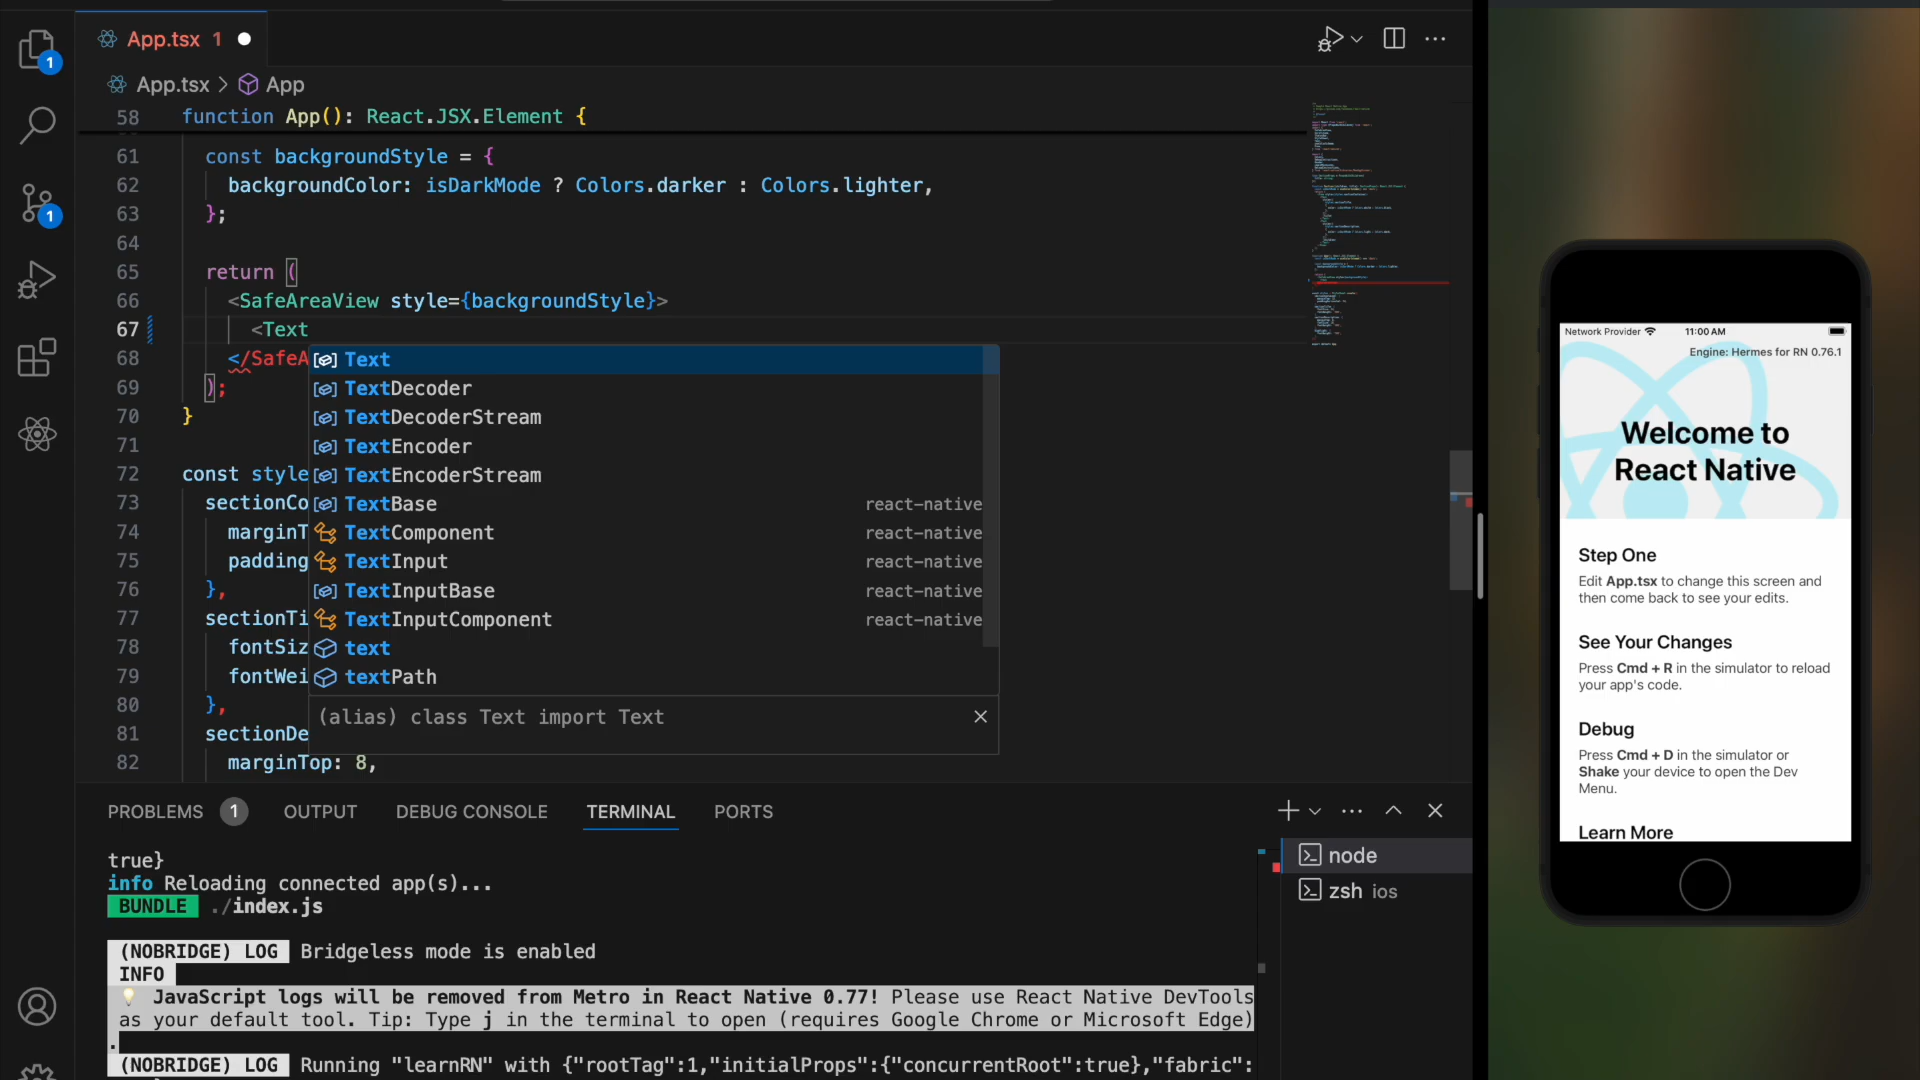 App.tsx 1
1
App.tsx > App
58 function App(): React.JSX.Element {
61 const backgroundStyle = {
62 backgroundColor: isDarkMode ? Colors.darker : Colors.lighter,
63 };
64
65 return (
66 <SafeAreaView style={backgroundStyle}>
67 <Text
68 </SafeA
69 );
70 }
71
72 const style
73 sectionCo
74 marginT
75 padding
76 },
77 sectionTi
78 fontSiz
79 fontWei
80 },
81 sectionDe
82 marginTop: 8,
1
Text
TextDecoder
TextDecoderStream
TextEncoder
TextEncoderStream
TextBase react-native
TextComponent react-native
TextInput react-native
TextInputBase react-native
TextInputComponent react-native
text
textPath
(alias) class Text import Text
PROBLEMS 1 OUTPUT DEBUG CONSOLE TERMINAL PORTS
true}
info Reloading connected app(s)...
BUNDLE ./index.js
(NOBRIDGE) LOG Bridgeless mode is enabled
INFO
💡 JavaScript logs will be removed from Metro in React Native 0.77! Please use React Native DevTools
as your default tool. Tip: Type j in the terminal to open (requires Google Chrome or Microsoft Edge)
.
(NOBRIDGE) LOG Running "learnRN" with {"rootTag":1,"initialProps":{"concurrentRoot":true},"fabric":
node
zsh ios
Network Provider 11:00 AM
Engine: Hermes for RN 0.76.1
Welcome to
React Native
Step One
Edit App.tsx to change this screen and
then come back to see your edits.
See Your Changes
Press Cmd + R in the simulator to reload
your app's code.
Debug
Press Cmd + D in the simulator or
Shake your device to open the Dev
Menu.
Learn More